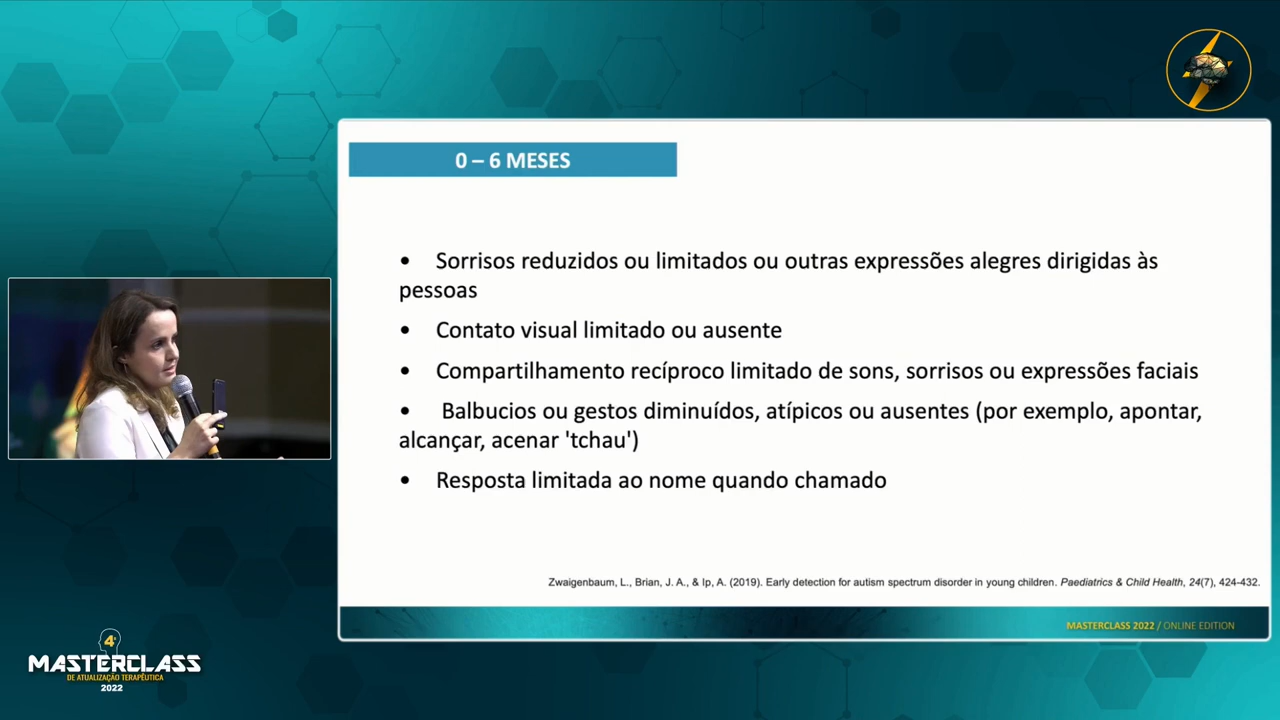 0 – 6 MESES
• Sorrisos reduzidos ou limitados ou outras expressões alegres dirigidas às
pessoas
• Contato visual limitado ou ausente
• Compartilhamento recíproco limitado de sons, sorrisos ou expressões faciais
• Balbucios ou gestos diminuídos, atípicos ou ausentes (por exemplo, apontar,
alcançar, acenar 'tchau')
• Resposta limitada ao nome quando chamado
Zwaigenbaum, L., Brian, J. A., & Ip, A. (2019). Early detection for autism spectrum disorder in young children. Paediatrics & Child Health, 24(7), 424-432.
MASTERCLASS 2022 / ONLINE EDITION
4ª
MASTERCLASS
DE ATUALIZAÇÃO TERAPÊUTICA
2022